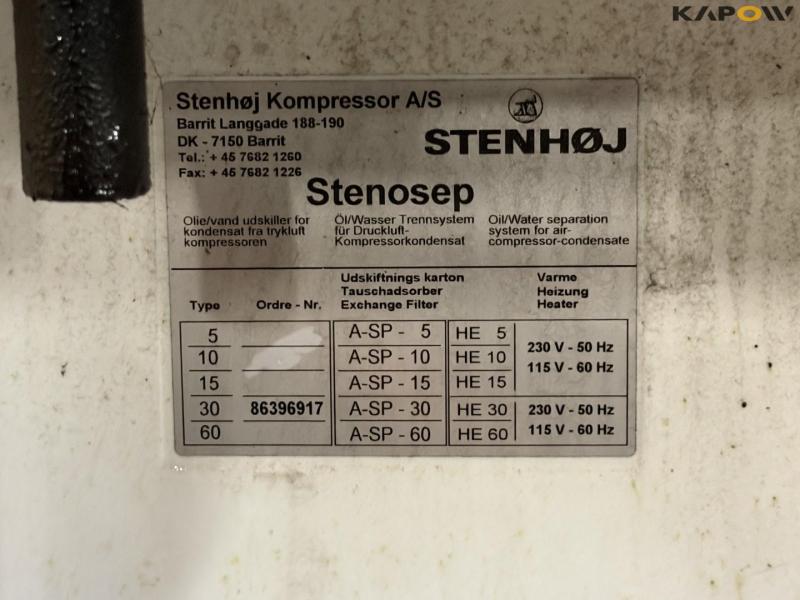 KAPOW
Stenhøj Kompressor A/S
Barrit Langgade 188-190
DK - 7150 Barrit
Tel.: + 45 7682 1260
Fax: + 45 7682 1226
STENHØJ
Stenosep
Olie/vand udskiller for
kondensat fra trykluft
kompressoren
Öl/Wasser Trennsystem
für Druckluft-
Kompressorkondensat
Oil/Water separation
system for air-
compressor-condensate
Type
Ordre - Nr.
Udskiftnings karton
Tauschadsorber
Exchange Filter
Varme
Heizung
Heater
5 A-SP - 5 HE 5
10 A-SP - 10 HE 10
15 A-SP - 15 HE 15
230 V - 50 Hz
115 V - 60 Hz
30 86396917 A-SP - 30 HE 30 230 V - 50 Hz
60 A-SP - 60 HE 60 115 V - 60 Hz